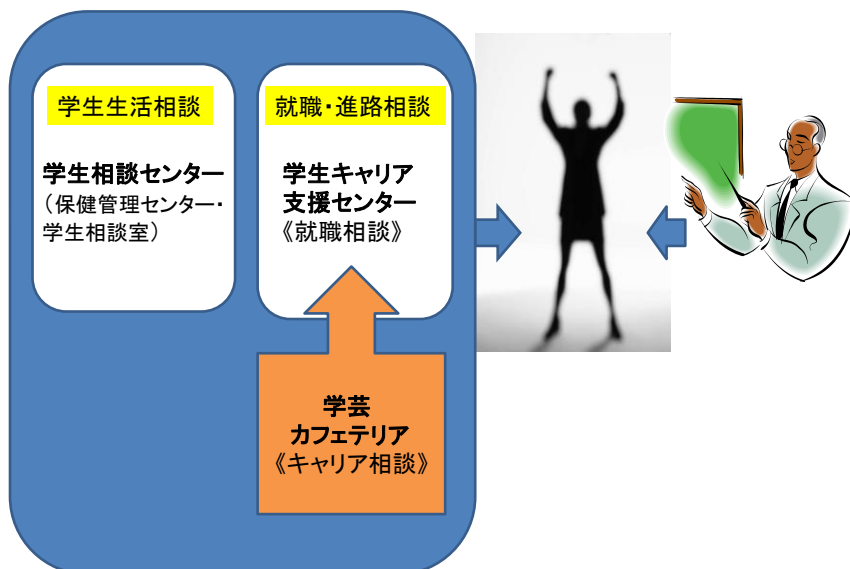 学生生活相談
学生相談センター
（保健管理センター・
学生相談室）
就職・進路相談
学生キャリア
支援センター
《就職相談》
学芸
カフェテリア
《キャリア相談》